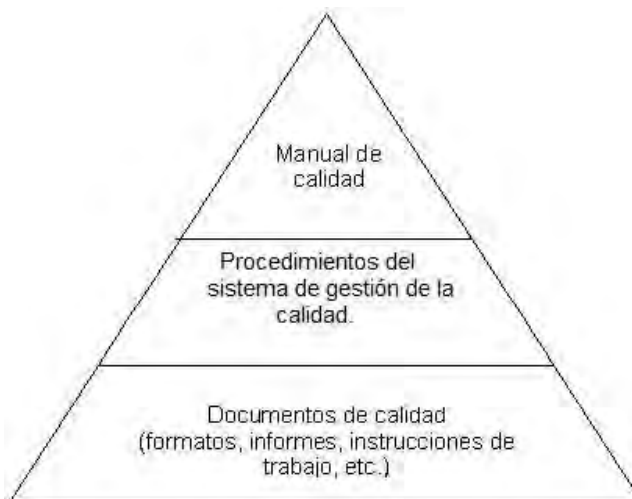 Manual de
calidad
Procedimientos del
sistema de gestión de la
calidad.
Documentos de calidad
(formatos, informes, instrucciones de
trabajo, etc.)